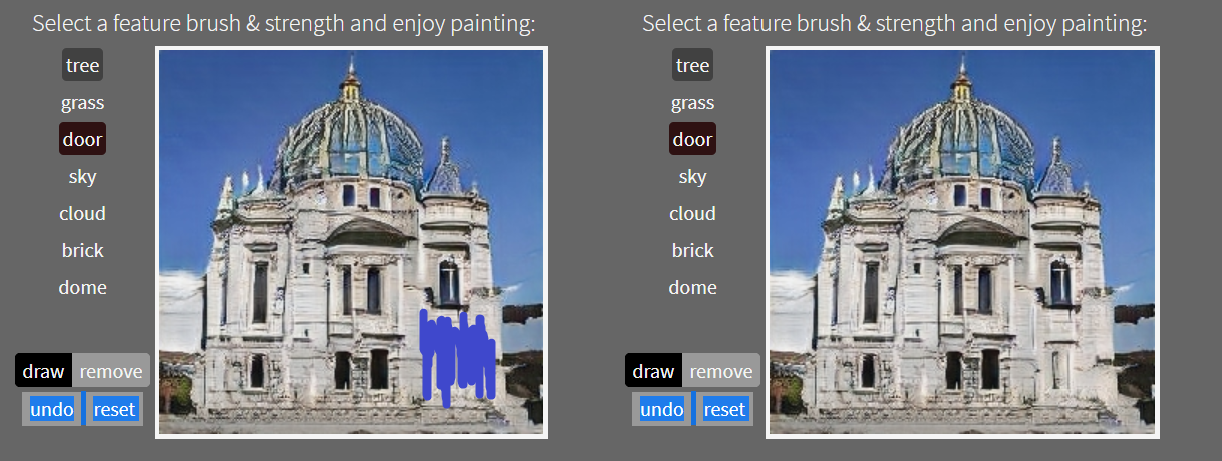 Select a feature brush & strength and enjoy painting:
tree
grass
door
sky
cloud
brick
dome
draw remove
undo reset
Select a feature brush & strength and enjoy painting:
tree
grass
door
sky
cloud
brick
dome
draw remove
undo reset